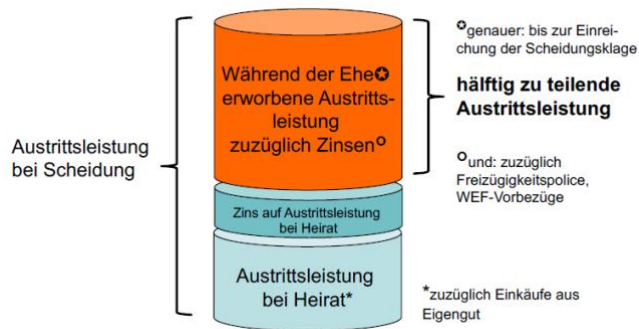 Austrittsleistung
bei Scheidung
Während der Ehe✪
erworbene Austritts-
leistung
zuzüglich Zinsen°
Zins auf Austrittsleistung
bei Heirat
Austrittsleistung
bei Heirat*
✪genauer: bis zur Einrei-
chung der Scheidungsklage
hälftig zu teilende
Austrittsleistung
°und: zuzüglich
Freizügigkeitspolice,
WEF-Vorbezüge
*zuzüglich Einkäufe aus
Eigengut